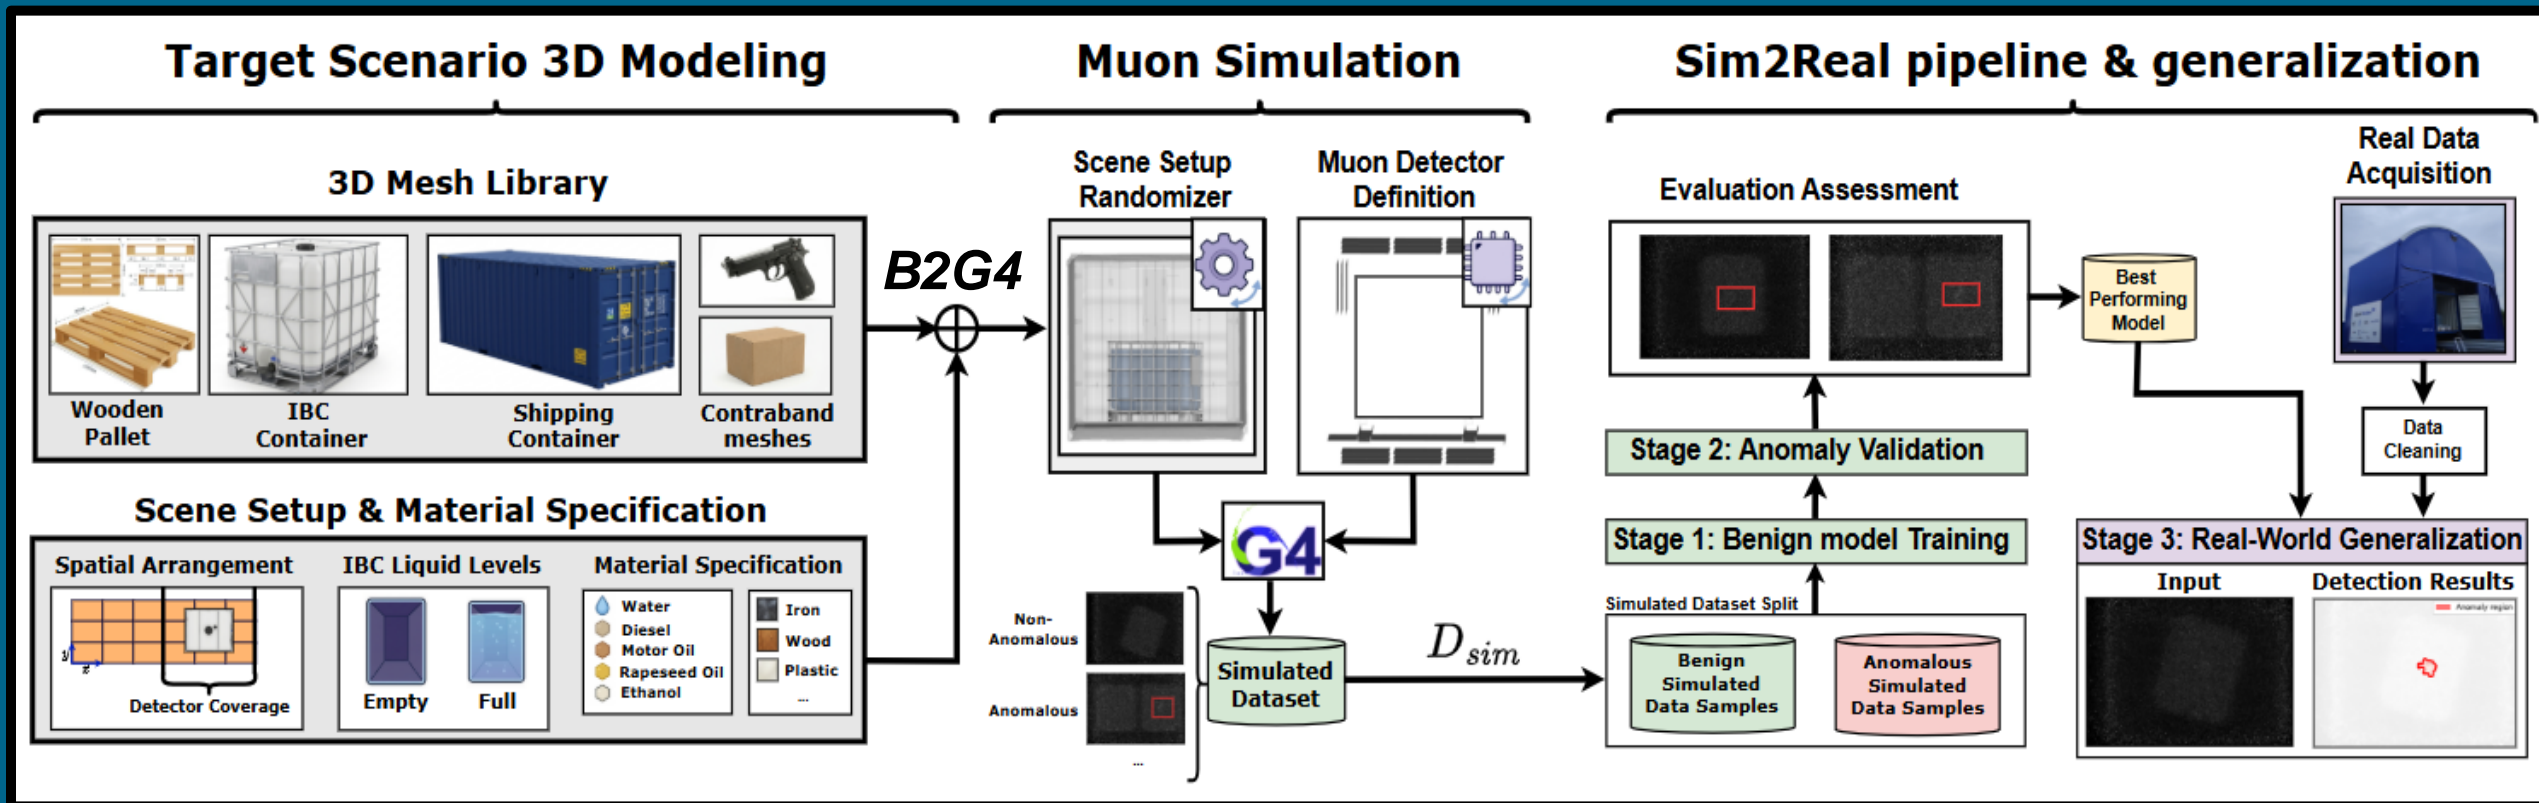 Target Scenario 3D Modeling
3D Mesh Library
Wooden
Pallet
IBC
Container
Shipping
Container
Contraband
meshes
B2G4
Scene Setup & Material Specification
Spatial Arrangement
y
x
Detector Coverage
IBC Liquid Levels
Empty
Full
Material Specification
Water
Diesel
Motor Oil
Rapeseed Oil
Ethanol
Iron
Wood
Plastic
...
Muon Simulation
Scene Setup
Randomizer
Muon Detector
Definition
G4
Non-
Anomalous
Anomalous
...
Simulated
Dataset
D_sim
Sim2Real pipeline & generalization
Evaluation Assessment
Stage 2: Anomaly Validation
Stage 1: Benign model Training
Simulated Dataset Split
Benign
Simulated
Data Samples
Anomalous
Simulated
Data Samples
Best
Performing
Model
Real Data
Acquisition
Data
Cleaning
Stage 3: Real-World Generalization
Input
Detection Results
Anomaly region